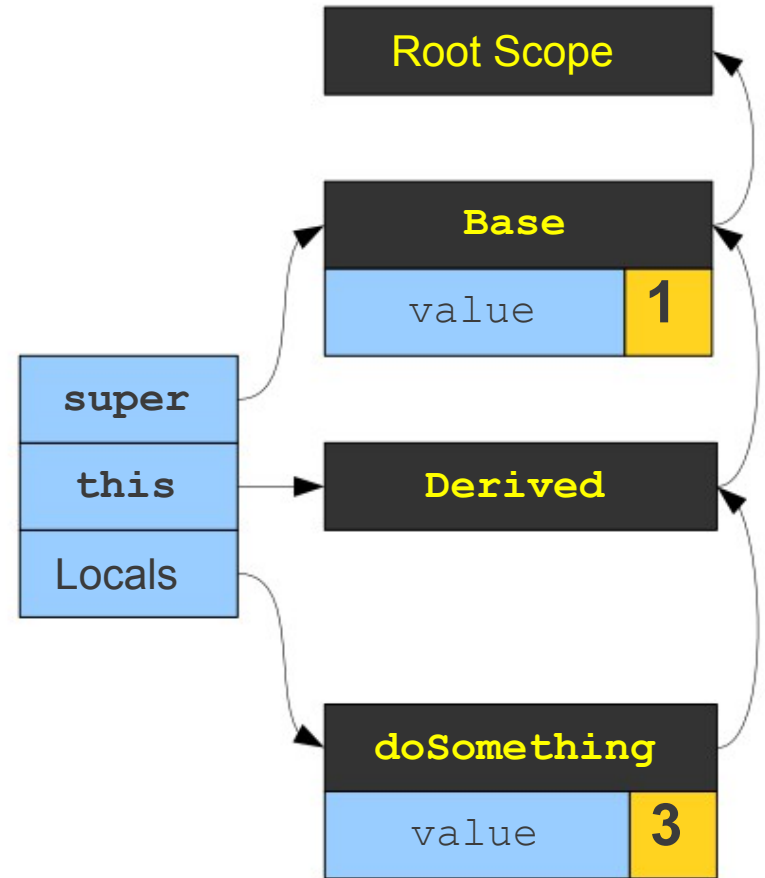 Root Scope
Base
value 1
super
this
Derived
Locals
doSomething
value 3